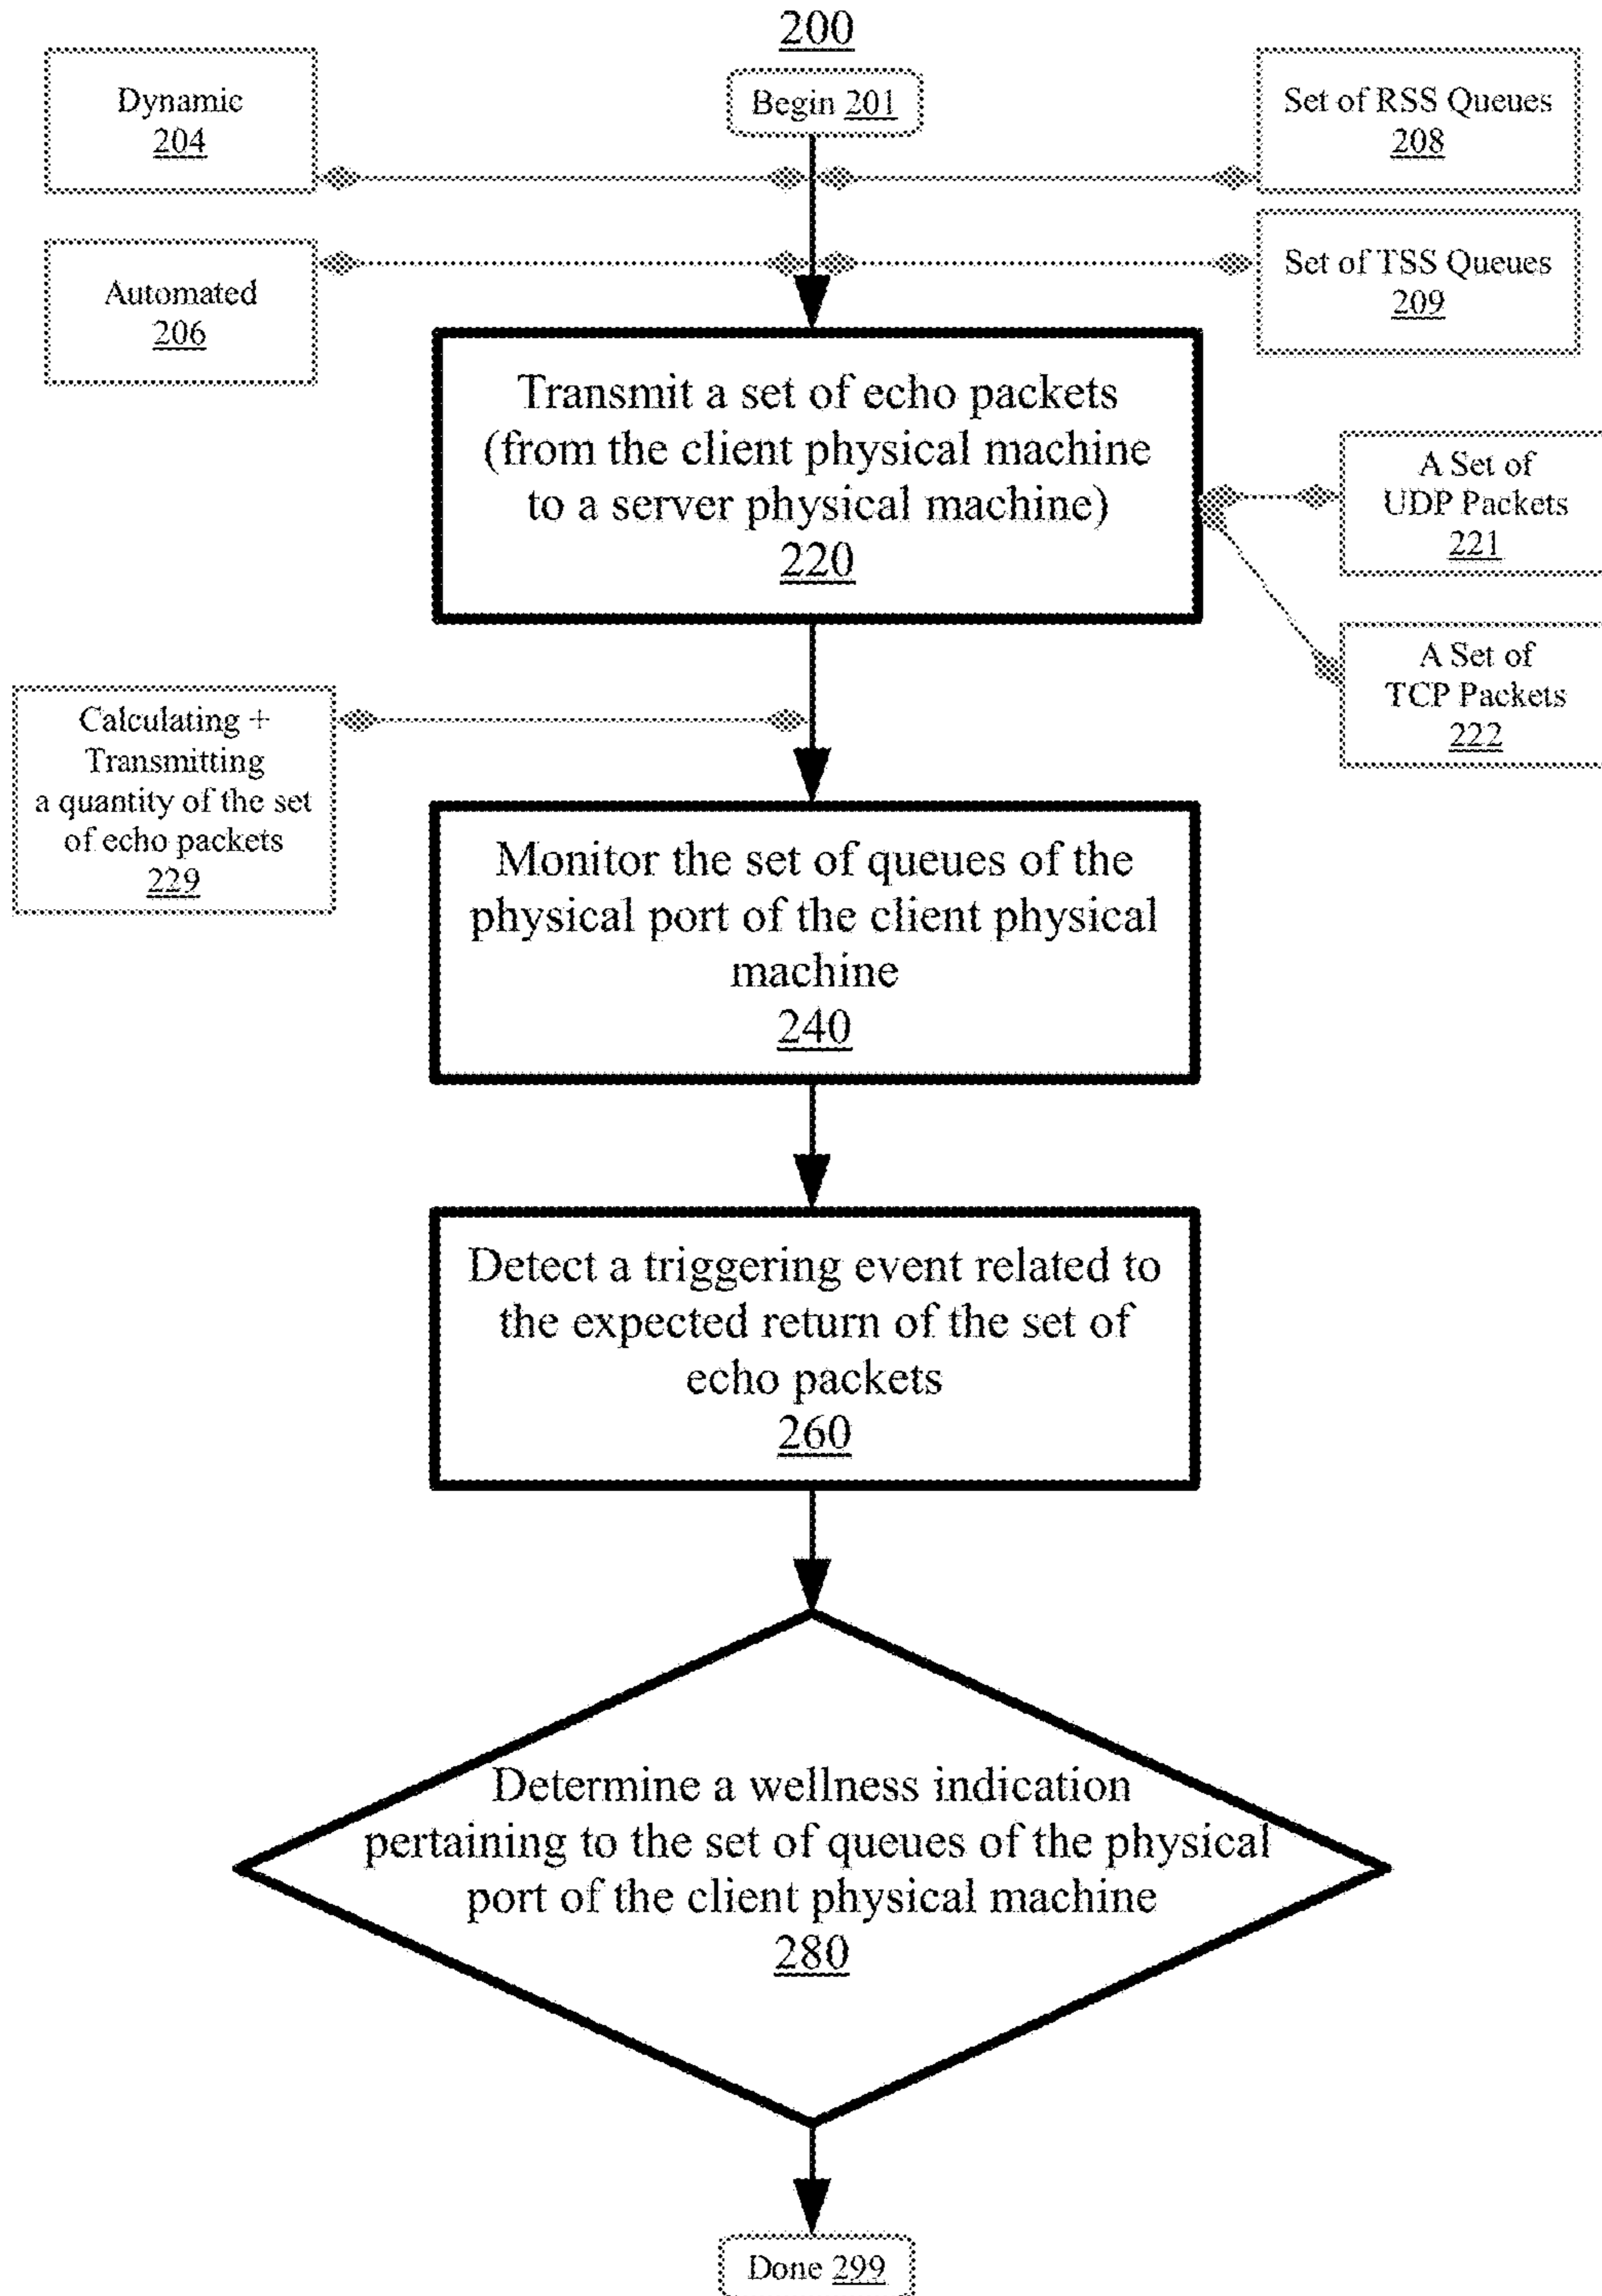 200
Begin 201
Dynamic
204
Set of RSS Queues
208
Automated
206
Set of TSS Queues
209
Transmit a set of echo packets
(from the client physical machine
to a server physical machine)
220
A Set of
UDP Packets
221
A Set of
TCP Packets
222
Calculating +
Transmitting
a quantity of the set
of echo packets
229
Monitor the set of queues of the
physical port of the client physical
machine
240
Detect a triggering event related to
the expected return of the set of
echo packets
260
Determine a wellness indication
pertaining to the set of queues of the physical
port of the client physical machine
280
Done 299